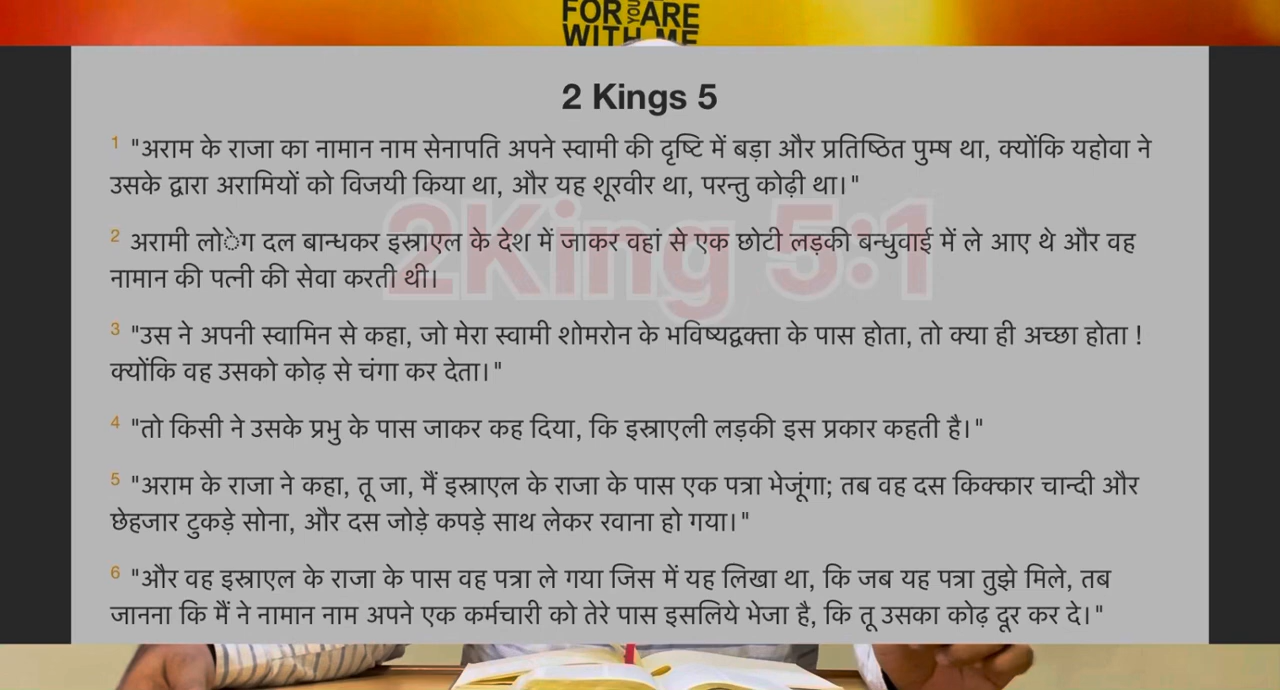 FOR YOU ARE
WITH ME
2 Kings 5
1 "अराम के राजा का नामान नाम सेनापति अपने स्वामी की दृष्टि में बड़ा और प्रतिष्ठित पुम्ष था, क्योंकि यहोवा ने
उसके द्वारा अरामियों को विजयी किया था, और यह शूरवीर था, परन्तु कोढ़ी था।"
2King 5:1
2 अरामी लोेग दल बान्धकर इस्राएल के देश में जाकर वहां से एक छोटी लड़की बन्धुवाई में ले आए थे और वह
नामान की पत्नी की सेवा करती थी।
3 "उस ने अपनी स्वामिन से कहा, जो मेरा स्वामी शोमरोन के भविष्यद्वक्ता के पास होता, तो क्या ही अच्छा होता !
क्योंकि वह उसको कोढ़ से चंगा कर देता।"
4 "तो किसी ने उसके प्रभु के पास जाकर कह दिया, कि इस्राएली लड़की इस प्रकार कहती है।"
5 "अराम के राजा ने कहा, तू जा, मैं इस्राएल के राजा के पास एक पत्रा भेजूंगा; तब वह दस किक्कार चान्दी और
छेहजार टुकड़े सोना, और दस जोड़े कपड़े साथ लेकर रवाना हो गया।"
6 "और वह इस्राएल के राजा के पास वह पत्रा ले गया जिस में यह लिखा था, कि जब यह पत्रा तुझे मिले, तब
जानना कि मैं ने नामान नाम अपने एक कर्मचारी को तेरे पास इसलिये भेजा है, कि तू उसका कोढ़ दूर कर दे।"